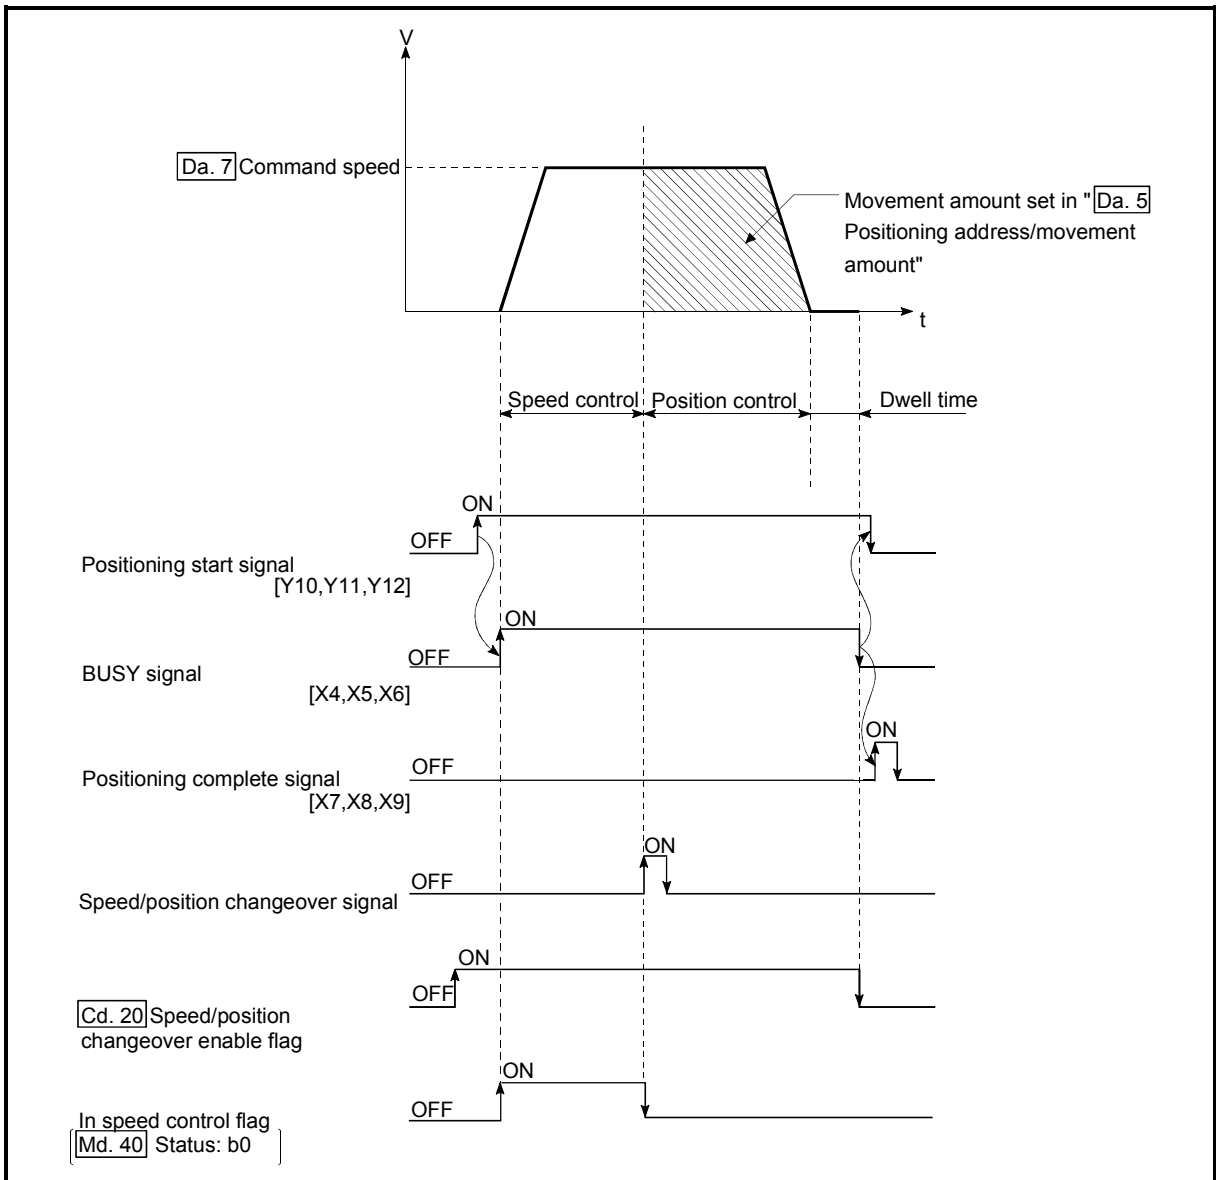 V
Da. 7 Command speed
Movement amount set in "Da. 5
Positioning address/movement
amount"
t
Speed control
Position control
Dwell time
ON
OFF
Positioning start signal
[Y10,Y11,Y12]
ON
OFF
BUSY signal
[X4,X5,X6]
ON
OFF
Positioning complete signal
[X7,X8,X9]
ON
OFF
Speed/position changeover signal
ON
OFF
Cd. 20 Speed/position
changeover enable flag
ON
OFF
In speed control flag
Md. 40 Status: b0